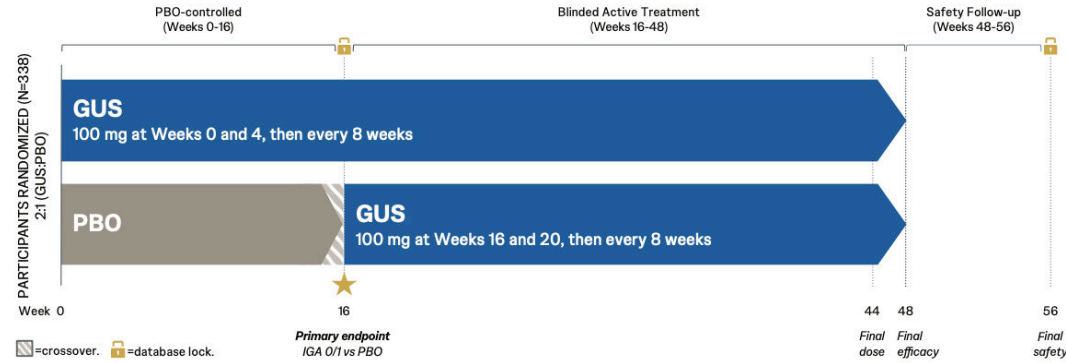 PBO-controlled
(Weeks 0-16)
Blinded Active Treatment
(Weeks 16-48)
Safety Follow-up
(Weeks 48-56)
PARTICIPANTS RANDOMIZED (N=338)
2:1 (GUS:PBO)
GUS
100 mg at Weeks 0 and 4, then every 8 weeks
PBO
GUS
100 mg at Weeks 16 and 20, then every 8 weeks
Week 0
16
44
48
56
Primary endpoint
IGA 0/1 vs PBO
Final
dose
Final
efficacy
Final
safety
=crossover.
=database lock.